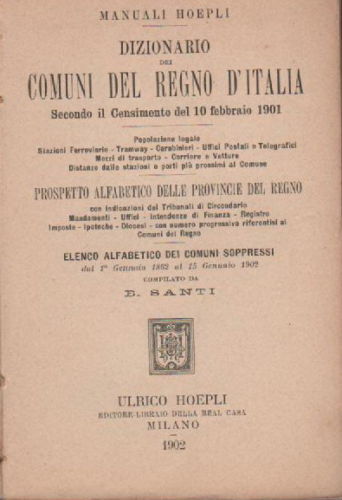 MANUALI HOEPLI
DIZIONARIO
DEI
COMUNI DEL REGNO D'ITALIA
Secondo il Censimento del 10 febbraio 1901
Popolazione legale
Stazioni Ferroviarie - Tramway - Carabinieri - Uffici Postali e Telegrafici
Mezzi di trasporto - Corriere e Vetture
Distanze dalle stazioni e porti più prossimi al Comune
PROSPETTO ALFABETICO DELLE PROVINCIE DEL REGNO
con indicazioni dei Tribunali di Circondario
Mandamenti - Uffici - Intendenze di Finanza - Registro
Imposte - Ipoteche - Diocesi - con numero progressivo riferentisi ai
Comuni del Regno
ELENCO ALFABETICO DEI COMUNI SOPPRESSI
dal 1° Gennaio 1862 al 15 Gennaio 1902
COMPILATO DA
E. SANTI
ULRICO HOEPLI
EDITORE-LIBRAIO DELLA REAL CASA
MILANO
1902